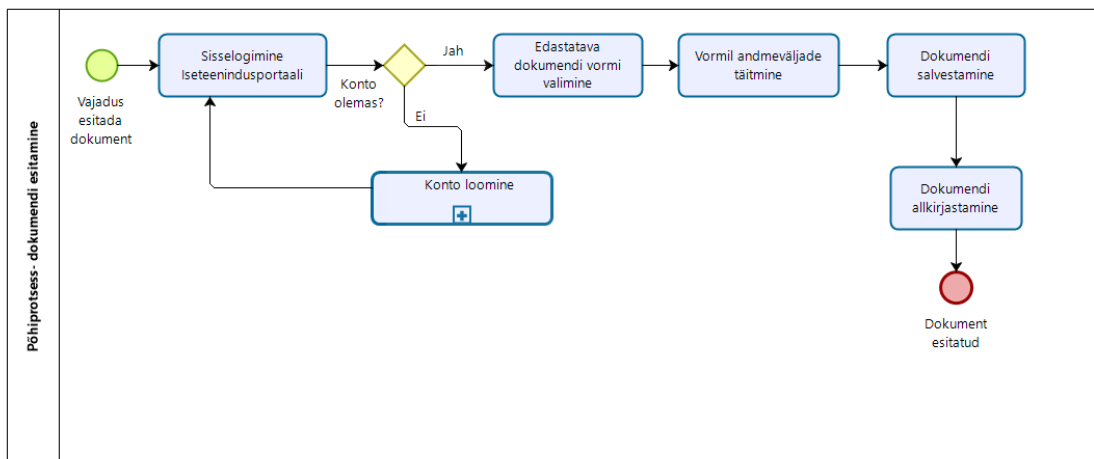 Põhiprotsess- dokumendi esitamine
Vajadus
esitada
dokument
Sisselogimine
Iseteenindusportaali
Konto
olemas?
Jah
Ei
Konto loomine
Edastatava
dokumendi vormi
valimine
Vormil andmeväljade
täitmine
Dokumendi
salvestamine
Dokumendi
allkirjastamine
Dokument
esitatud